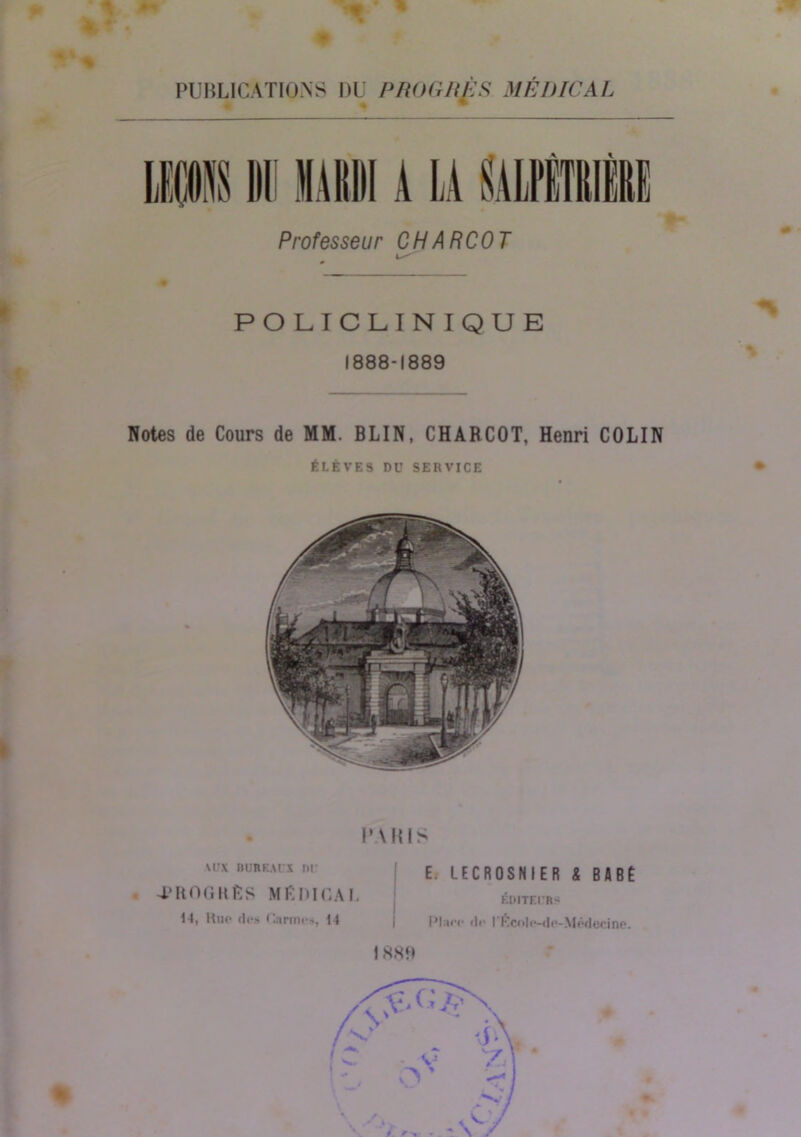 PUBLICATIONS DU PROGRÈS MÉDICAL
LEÇONS DU MARDI A LA SALPÊTRIÈRE
Professeur CHARCOT
POLICLINIQUE
1888-1889
Notes de Cours de MM. BLIN, CHARCOT, Henri COLIN
ÉLÈVES DU SERVICE
PARIS
AUX BUREAUX DU
PROGRÈS MÉDICAL
14, Rue des Carmes, 14
E. LECROSNIER & BABÉ
ÉDITEURS
Place de l'École-de-Médecine.
1889
COLLEGE OF